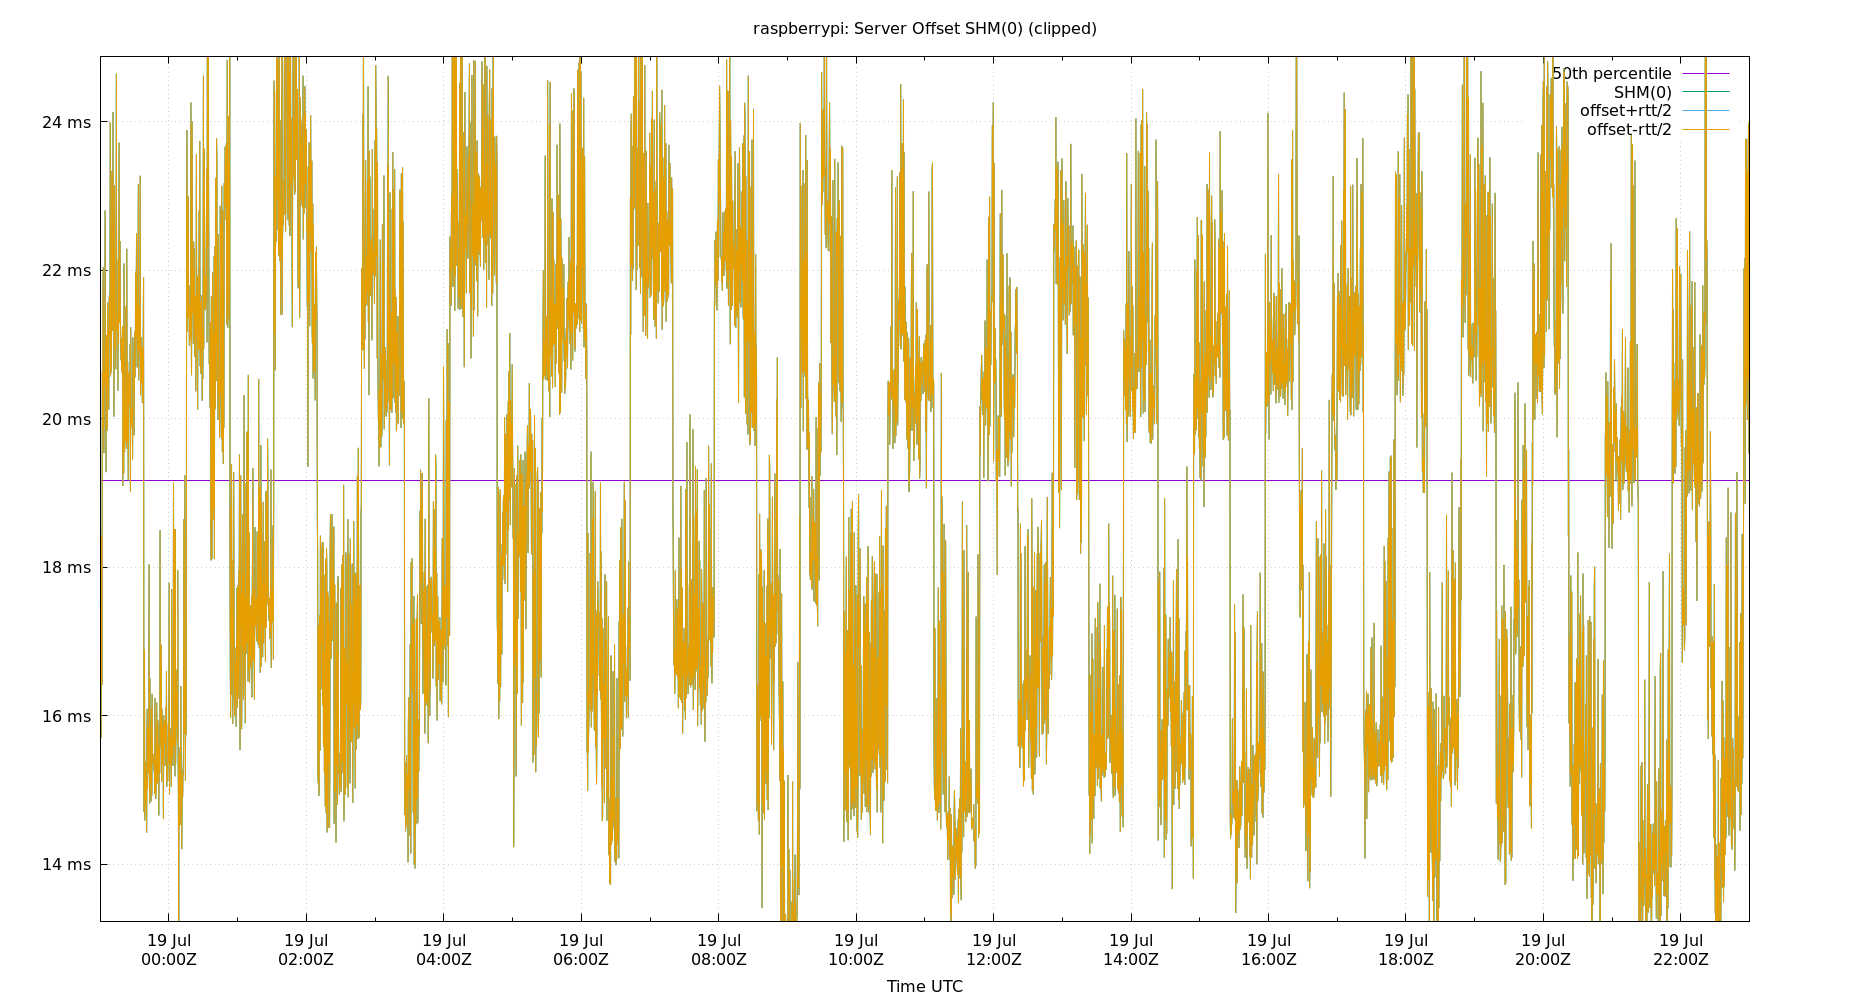 raspberrypi: Server Offset SHM(0) (clipped)
50th percentile
SHM(0)
offset+rtt/2
offset-rtt/2
24 ms
22 ms
20 ms
18 ms
16 ms
14 ms
19 Jul 19 Jul 19 Jul 19 Jul 19 Jul 19 Jul 19 Jul 19 Jul 19 Jul 19 Jul 19 Jul 19 Jul
00:00Z 02:00Z 04:00Z 06:00Z 08:00Z 10:00Z 12:00Z 14:00Z 16:00Z 18:00Z 20:00Z 22:00Z
Time UTC